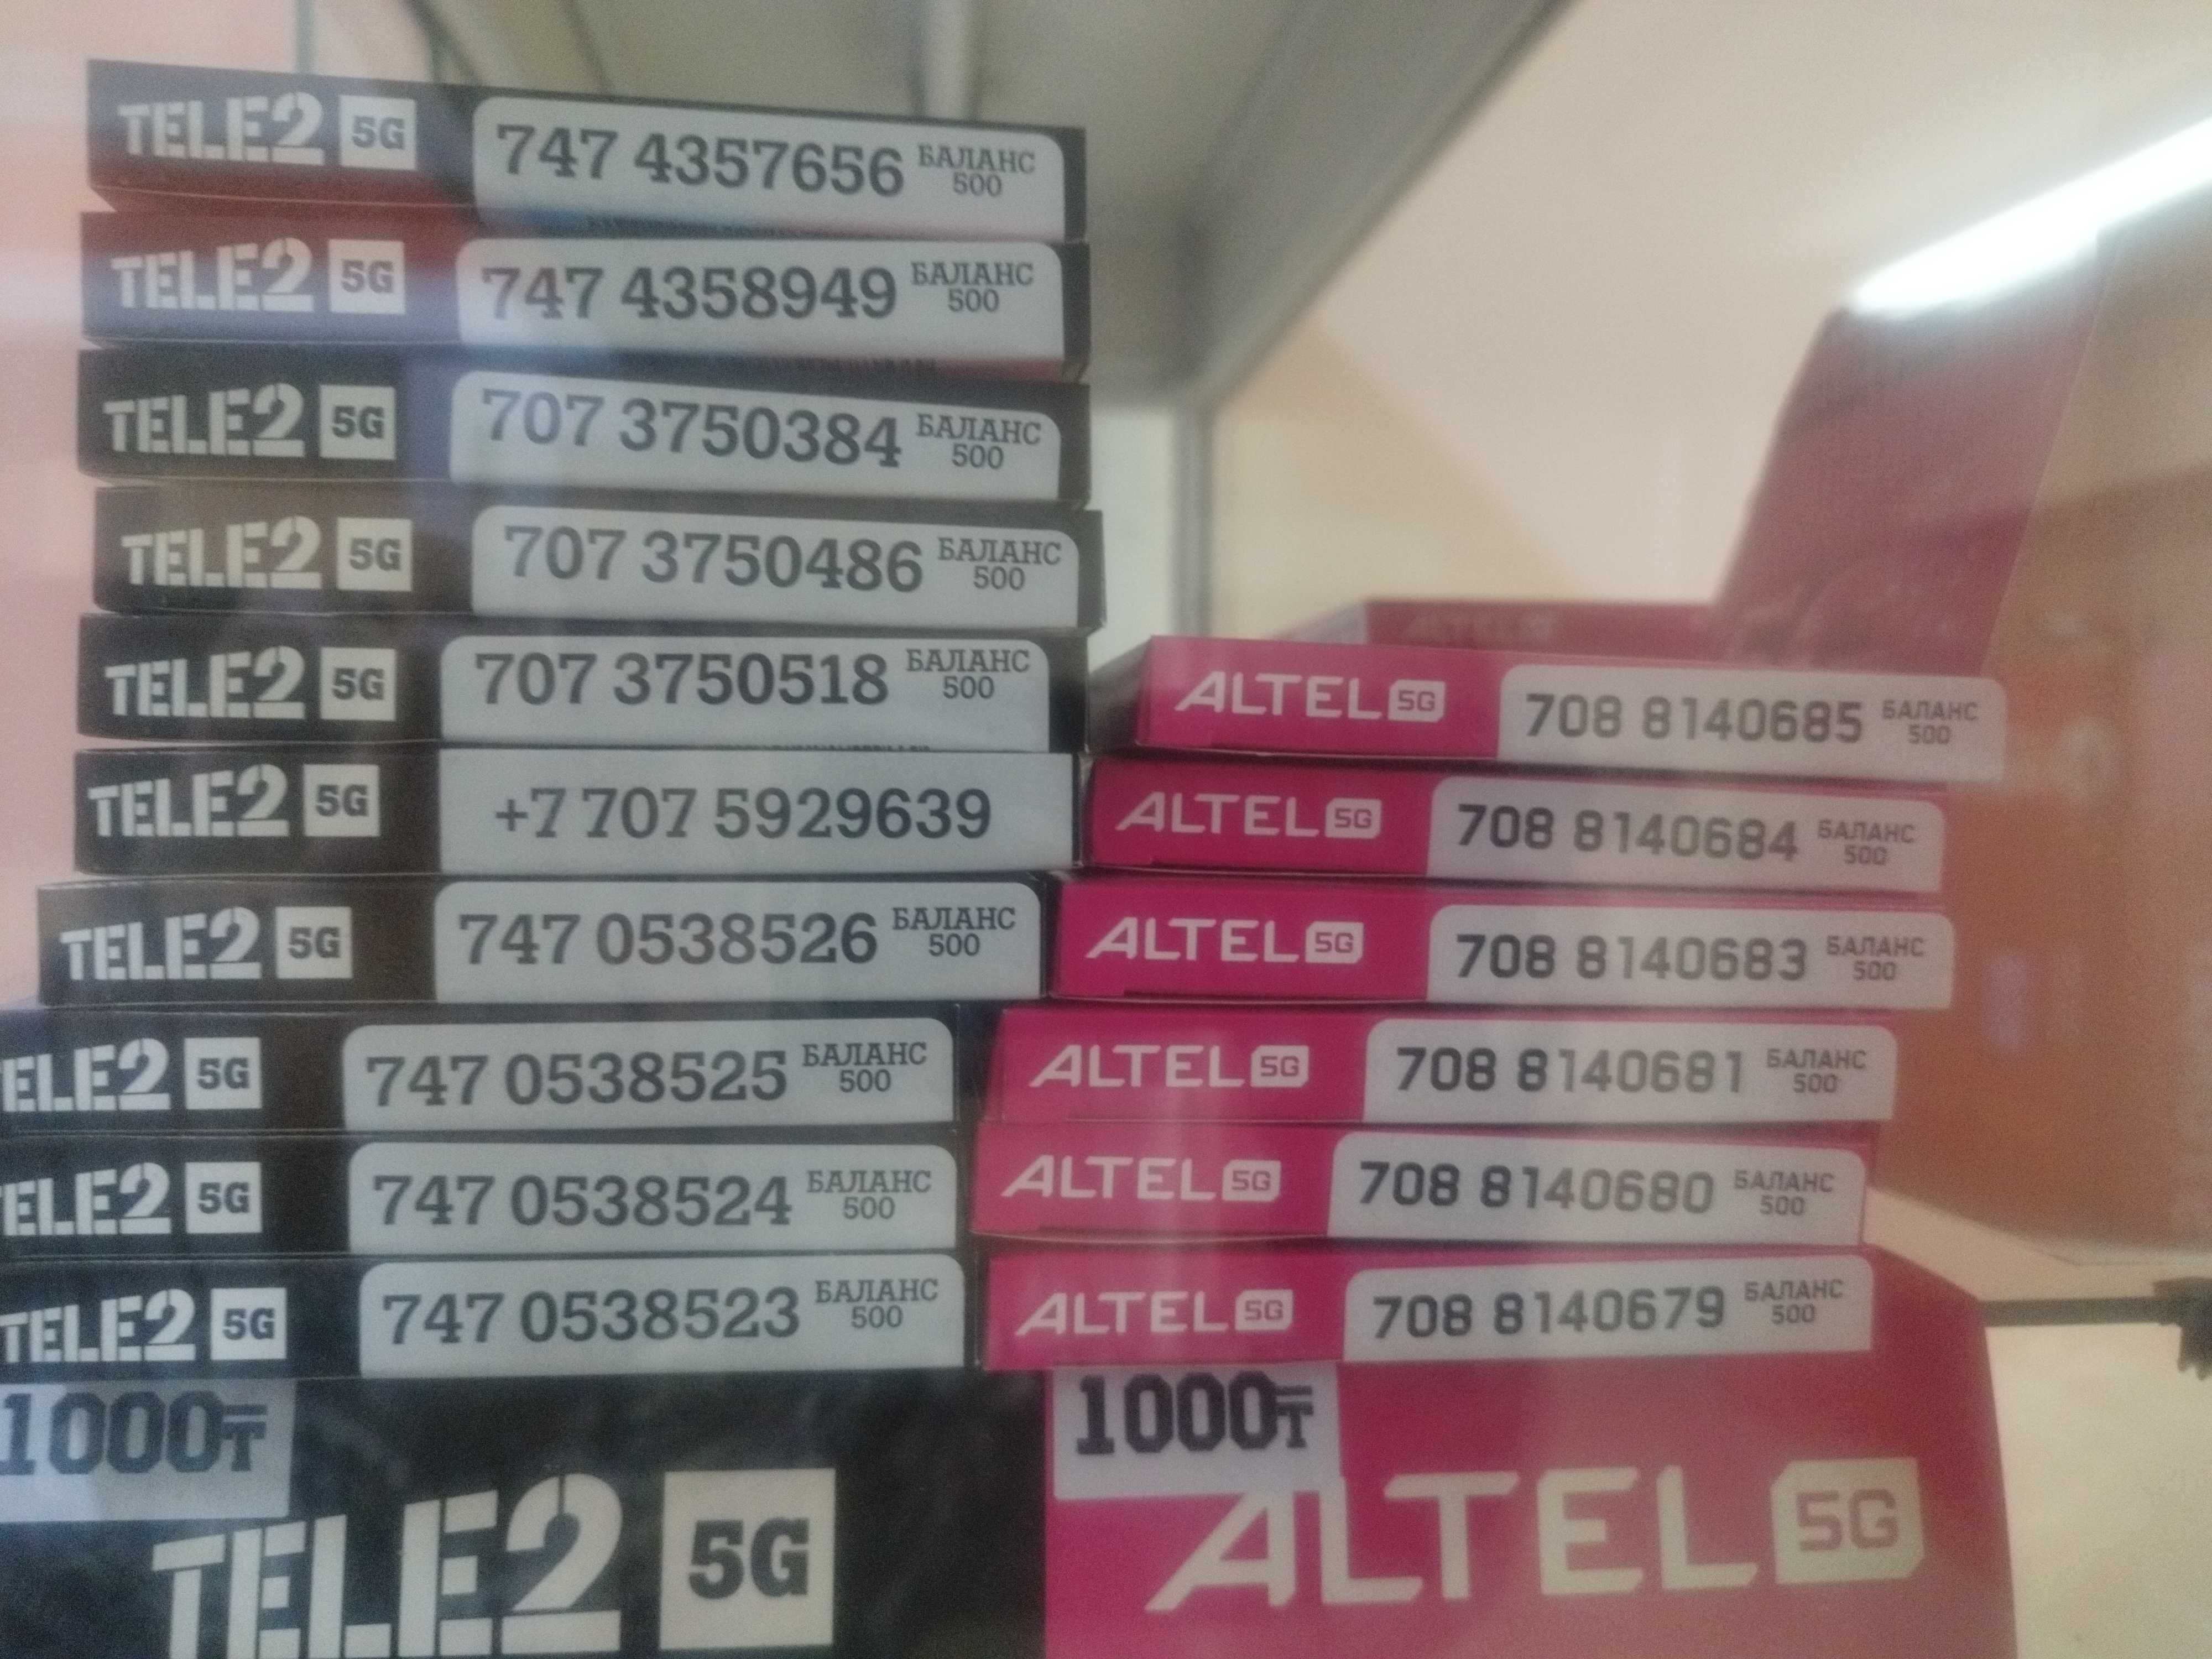 TELE2 5G 747 4357656 БАЛАНС 500
TELE2 5G 747 4358949 БАЛАНС 500
TELE2 5G 707 3750384 БАЛАНС 500
TELE2 5G 707 3750486 БАЛАНС 500
TELE2 5G 707 3750518 БАЛАНС 500
TELE2 5G +7 707 5929639
TELE2 5G 747 0538526 БАЛАНС 500
TELE2 5G 747 0538525 БАЛАНС 500
TELE2 5G 747 0538524 БАЛАНС 500
TELE2 5G 747 0538523 БАЛАНС 500
1000₸
TELE2 5G
ALTEL 5G 708 8140685 БАЛАНС 500
ALTEL 5G 708 8140684 БАЛАНС 500
ALTEL 5G 708 8140683 БАЛАНС 500
ALTEL 5G 708 8140681 БАЛАНС 500
ALTEL 5G 708 8140680 БАЛАНС 500
ALTEL 5G 708 8140679 БАЛАНС 500
1000₸
ALTEL 5G